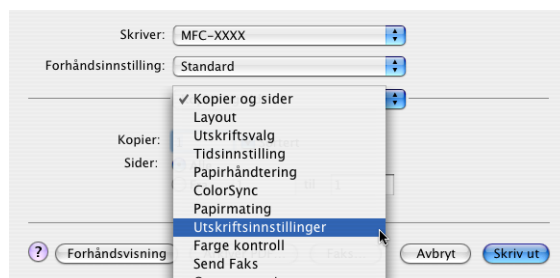 Skriver: MFC-XXXX
Forhåndsinnstilling: Standard
✓ Kopier og sider
Layout
Kopier:
Utskriftsvalg
Tidsinnstilling
Sider:
Papirhåndtering
ColorSync
Papirmating
Utskriftsinnstillinger
Farge kontroll
Send Faks
? Forhåndsvisning
Avbryt
Skriv ut